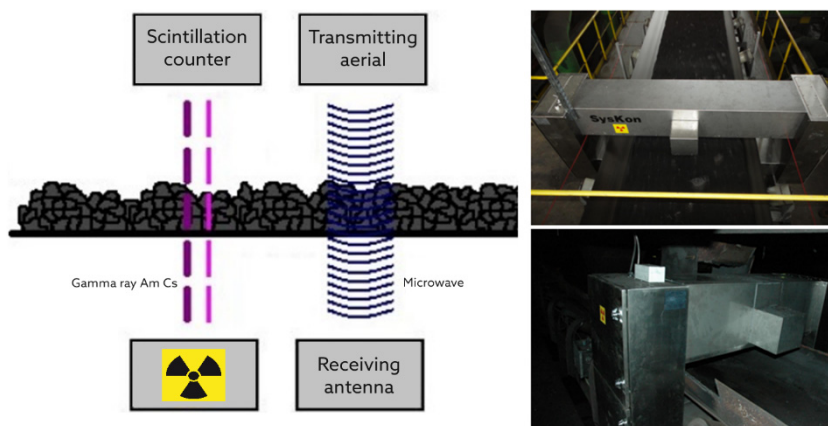 Scintillation
counter
Transmitting
aerial
Gamma ray Am Cs
Microwave
Receiving
antenna
SysKon